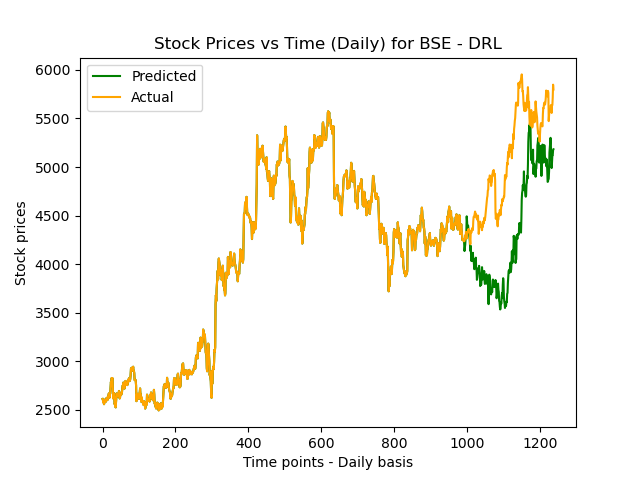 Stock Prices vs Time (Daily) for BSE - DRL
Predicted
Actual
6000
5500
5000
4500
4000
3500
3000
2500
Stock prices
0 200 400 600 800 1000 1200
Time points - Daily basis